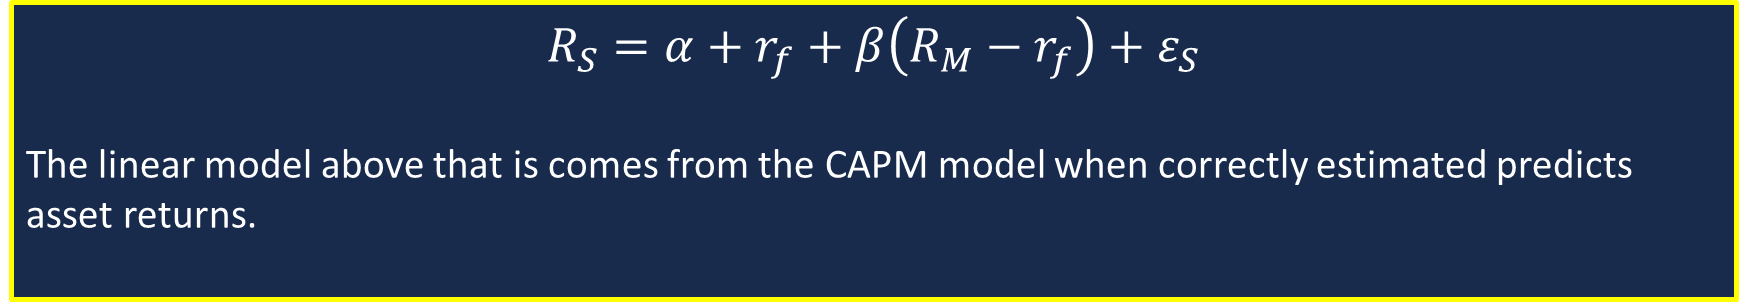 R_S = α + r_f + β(R_M − r_f) + ε_S
The linear model above that is comes from the CAPM model when correctly estimated predicts
asset returns.